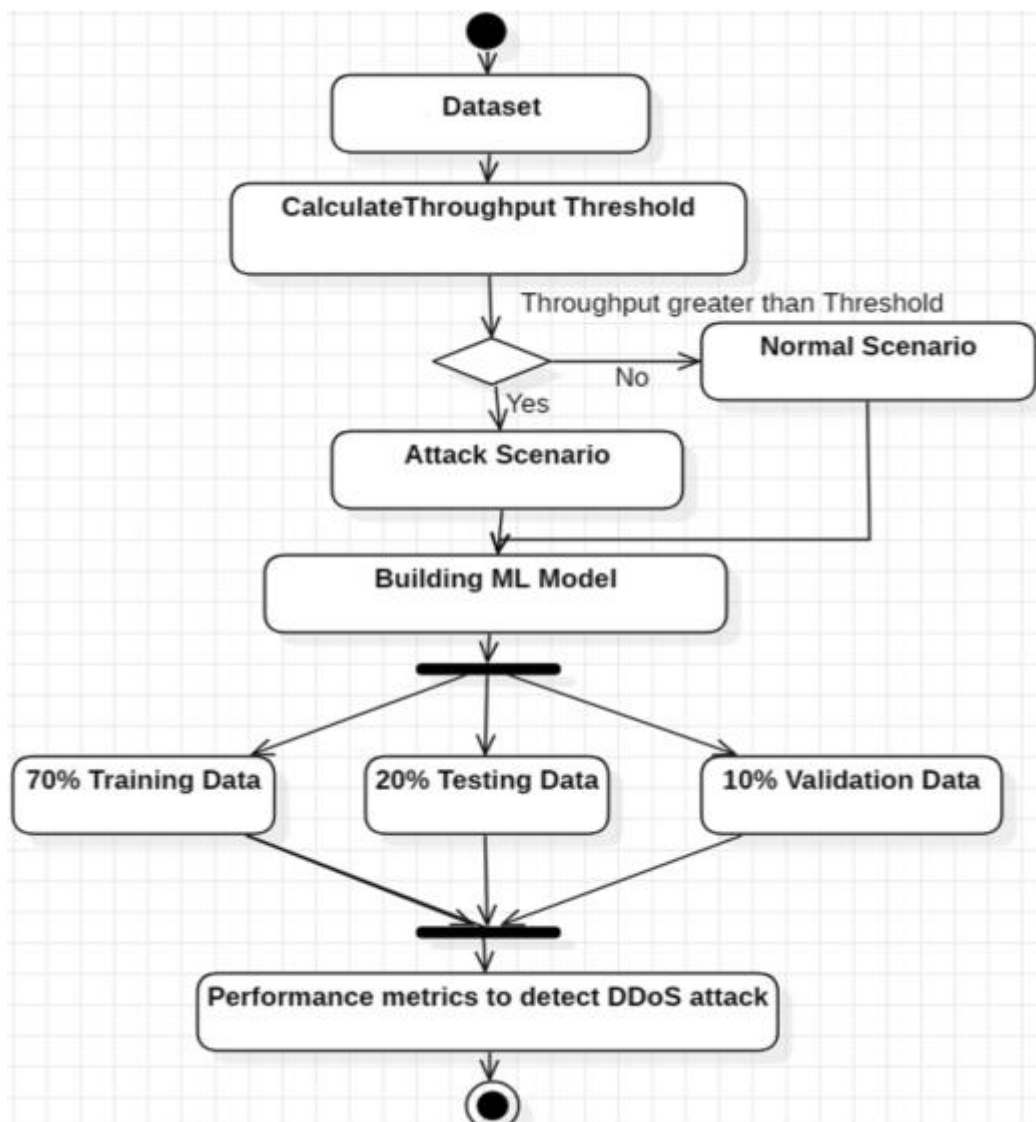 Dataset
CalculateThroughput Threshold
Throughput greater than Threshold
Normal Scenario
No
Yes
Attack Scenario
Building ML Model
70% Training Data
20% Testing Data
10% Validation Data
Performance metrics to detect DDoS attack